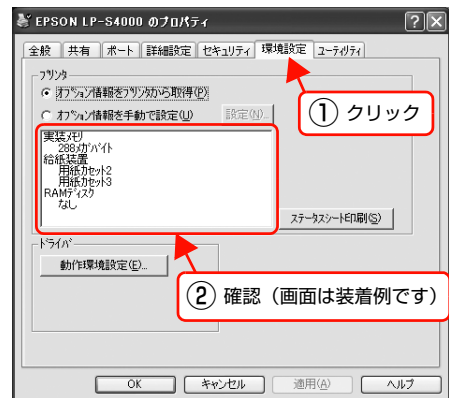 EPSON LP-S4000 のプロパティ
全般 共有 ポート 詳細設定 セキュリティ 環境設定 ユーティリティ
プリンタ
オプション情報をプリンタから取得(P)
オプション情報を手動で設定(U) 設定(N)...
① クリック
実装メモリ
288メガバイト
給紙装置
用紙カセット2
用紙カセット3
RAMディスク
なし
ステータスシート印刷(S)
ドライバ
動作環境設定(E)...
② 確認（画面は装着例です）
OK キャンセル 適用(A) ヘルプ